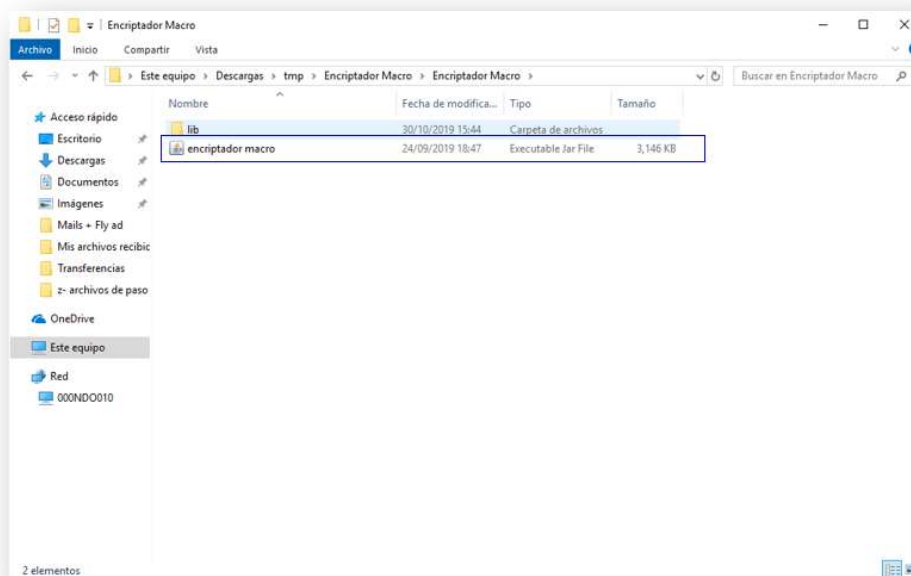 Encriptador Macro
Archivo Inicio Compartir Vista
Este equipo > Descargas > tmp > Encriptador Macro > Encriptador Macro >
Buscar en Encriptador Macro
Nombre Fecha de modifica... Tipo Tamaño
Acceso rápido
Escritorio
Descargas
Documentos
Imágenes
Mails + Fly ad
Mis archivos recibic
Transferencias
z- archivos de paso
OneDrive
Este equipo
Red
000NDO010
lib 30/10/2019 15:44 Carpeta de archivos
encriptador macro 24/09/2019 18:47 Executable Jar File 3,146 KB
2 elementos